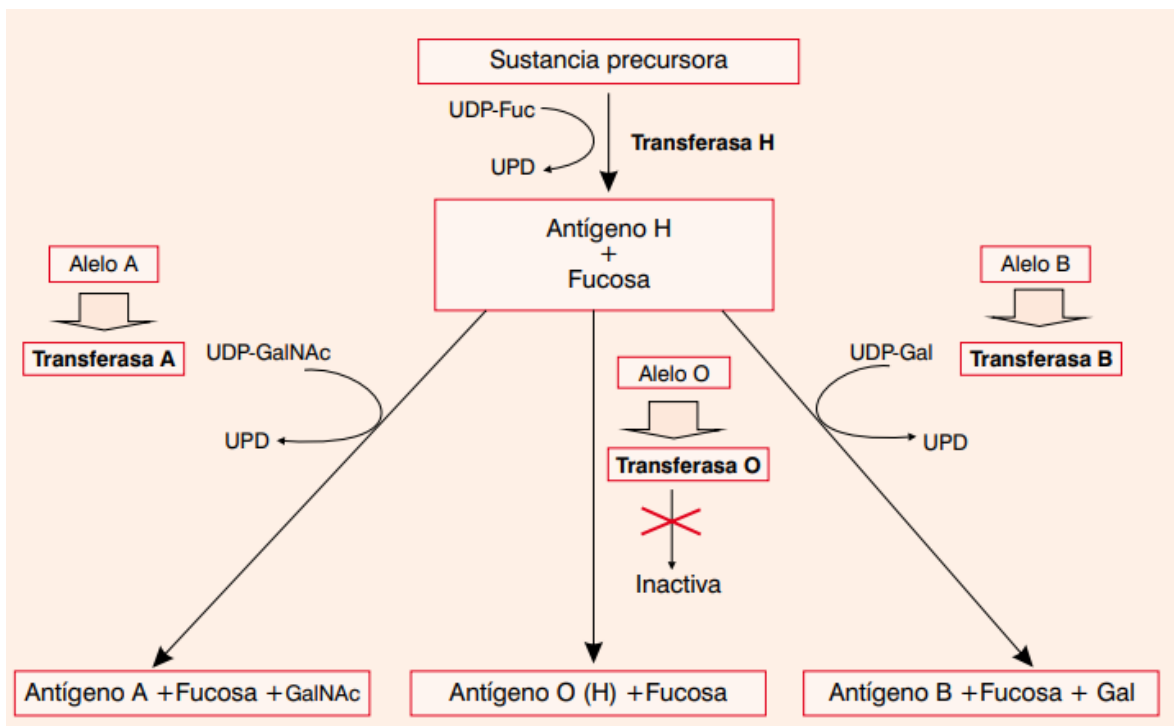 Sustancia precursora
UDP-Fuc
Transferasa H
UPD
Antígeno H
+
Fucosa
Alelo A
Alelo B
Transferasa A
UDP-GalNAc
UDP-Gal
Transferasa B
Alelo O
UPD
UPD
Transferasa O
Inactiva
Antígeno A +Fucosa +GalNAc
Antígeno O (H) +Fucosa
Antígeno B +Fucosa + Gal